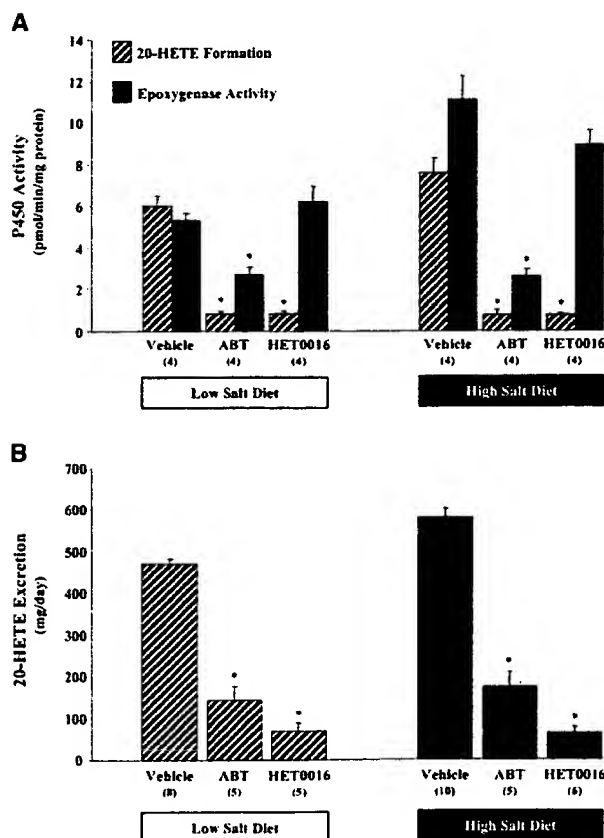 A
14
12
10
8
6
4
2
0
P450 Activity
(pmol/min/mg protein)
20-HETE Formation
Epoxygenase Activity
* * *
* * *
Vehicle ABT HET0016 Vehicle ABT HET0016
(4) (4) (4) (4) (4) (4)
Low Salt Diet High Salt Diet
B
700
600
500
400
300
200
100
0
20-HETE Excretion
(mg/day)
* *
* *
Vehicle ABT HET0016 Vehicle ABT HET0016
(8) (5) (5) (10) (5) (6)
Low Salt Diet High Salt Diet